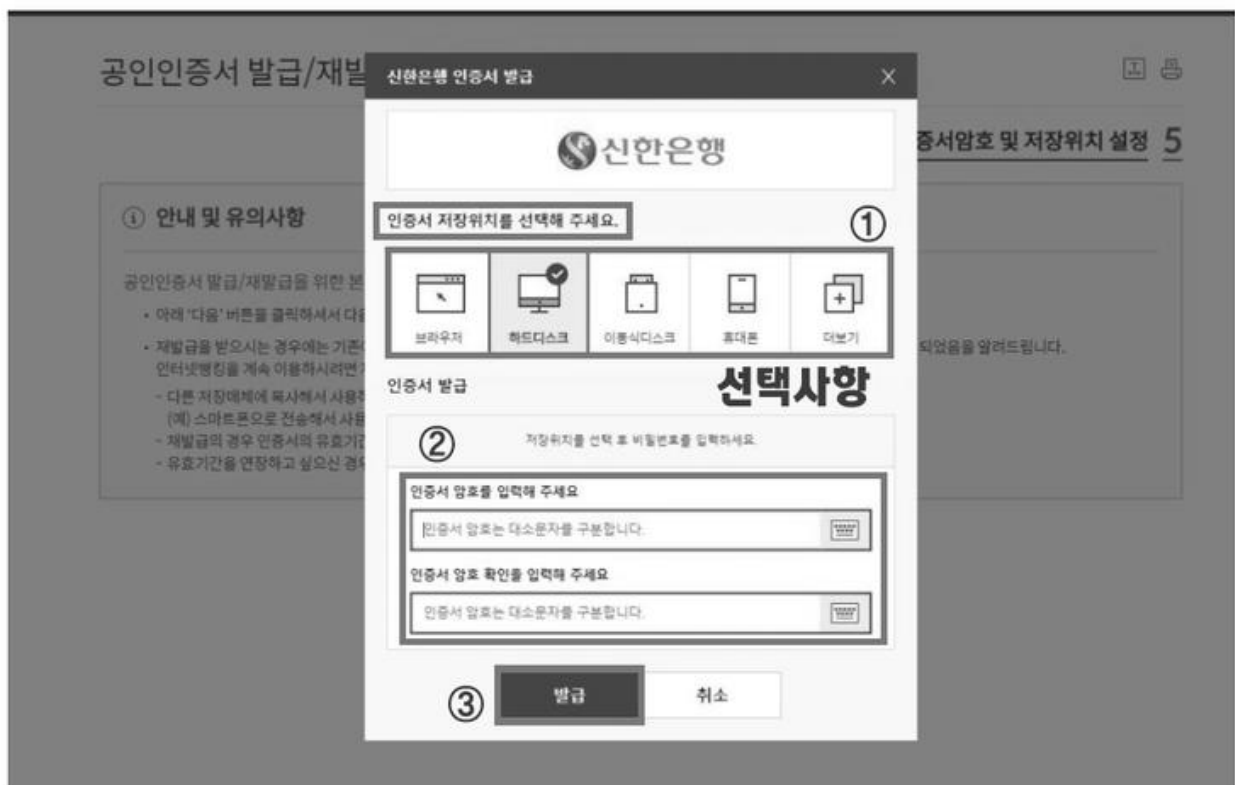 공인인증서 발급/재발
신한은행 인증서 발급
증서암호 및 저장위치 설정 5
신한은행
안내 및 유의사항
인증서 저장위치를 선택해 주세요.
①
공인인증서 발급/재발급을 위한 본
• 아래 '다음' 버튼을 클릭하셔서 다음
• 재발급을 받으시는 경우에는 기존
되었음을 알려드립니다.
인터넷뱅킹을 계속 이용하시려면
- 다른 저장매체에 복사해서 사용
(예) 스마트폰으로 전송해서 사용
- 재발급의 경우 인증서의 유효기간
- 유효기간을 연장하고 싶으신 경우
브라우저
하드디스크
이동식디스크
휴대폰
더보기
인증서 발급
선택사항
②
저장위치를 선택 후 비밀번호를 입력하세요.
인증서 암호를 입력해 주세요
인증서 암호는 대소문자를 구분합니다.
인증서 암호 확인을 입력해 주세요
인증서 암호는 대소문자를 구분합니다.
③
발급
취소